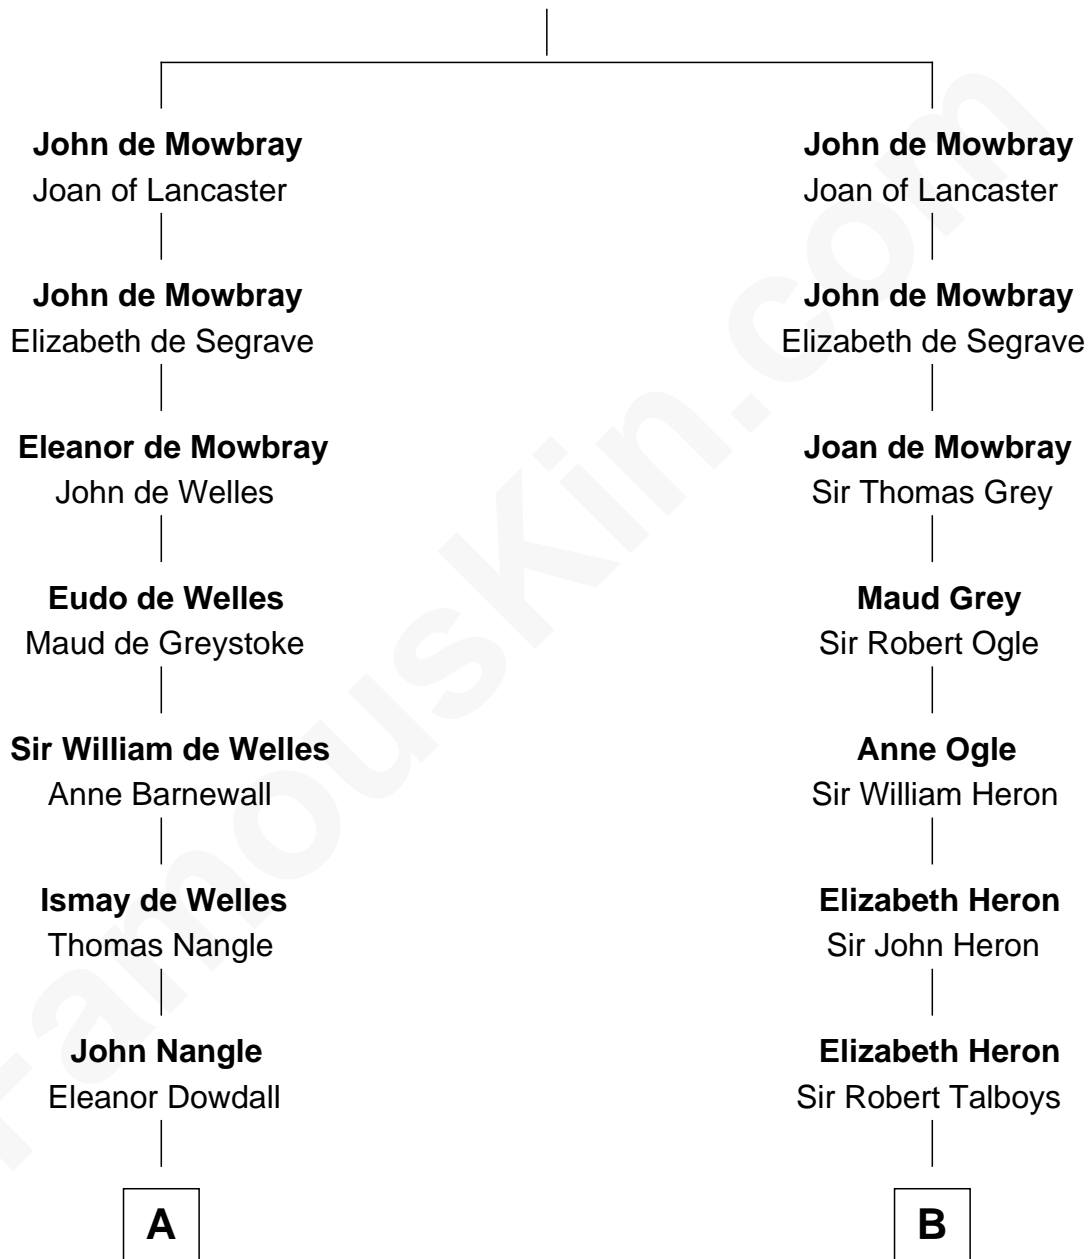 John de Mowbray
Joan of Lancaster
John de Mowbray
Elizabeth de Segrave
Eleanor de Mowbray
John de Welles
Eudo de Welles
Maud de Greystoke
Sir William de Welles
Anne Barnewall
Ismay de Welles
Thomas Nangle
John Nangle
Eleanor Dowdall
A
John de Mowbray
Joan of Lancaster
John de Mowbray
Elizabeth de Segrave
Joan de Mowbray
Sir Thomas Grey
Maud Grey
Sir Robert Ogle
Anne Ogle
Sir William Heron
Elizabeth Heron
Sir John Heron
Elizabeth Heron
Sir Robert Talboys
B
FamousKin.com